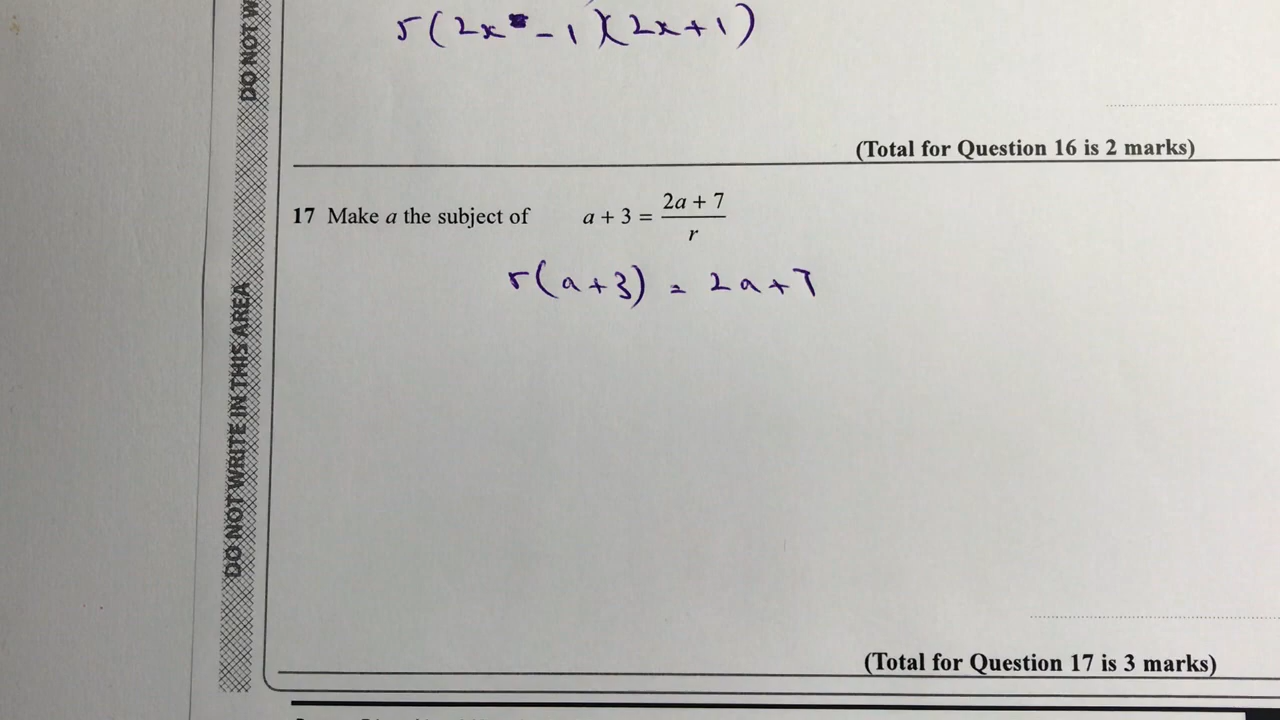 5(2x - 1)(2x+1)
DO NOT W
(Total for Question 16 is 2 marks)
17 Make a the subject of a + 3 = \frac{2a + 7}{r}
r(a+3) = 2a+7
DO NOT WRITE IN THIS AREA
(Total for Question 17 is 3 marks)